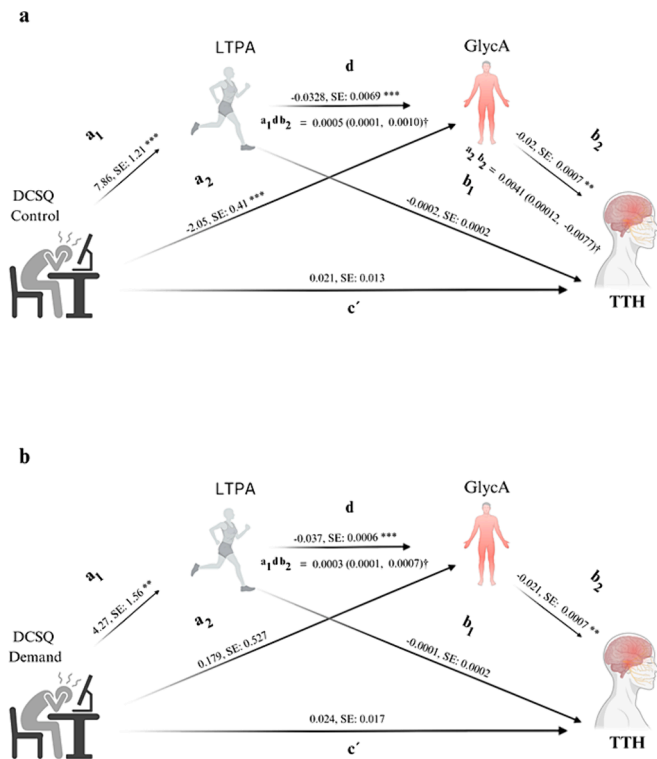 a
LTPA
GlycA
d
-0.0328, SE: 0.0069 ***
a1db2 = 0.0005 (0.0001, 0.0010)†
a1
7.86, SE: 1.21 ***
a2
-2.05, SE: 0.41 ***
b2
-0.02, SE: 0.0007 **
a2 b2 = 0.0041 (0.00012, -0.0077)†
b1
-0.0002, SE: 0.0002
DCSQ
Control
0.021, SE: 0.013
c´
TTH
b
LTPA
GlycA
d
-0.037, SE: 0.0006 ***
a1db2 = 0.0003 (0.0001, 0.0007)†
a1
4.27, SE: 1.56 **
a2
0.179, SE: 0.527
b2
-0.021, SE: 0.0007 **
b1
-0.0001, SE: 0.0002
DCSQ
Demand
0.024, SE: 0.017
c´
TTH